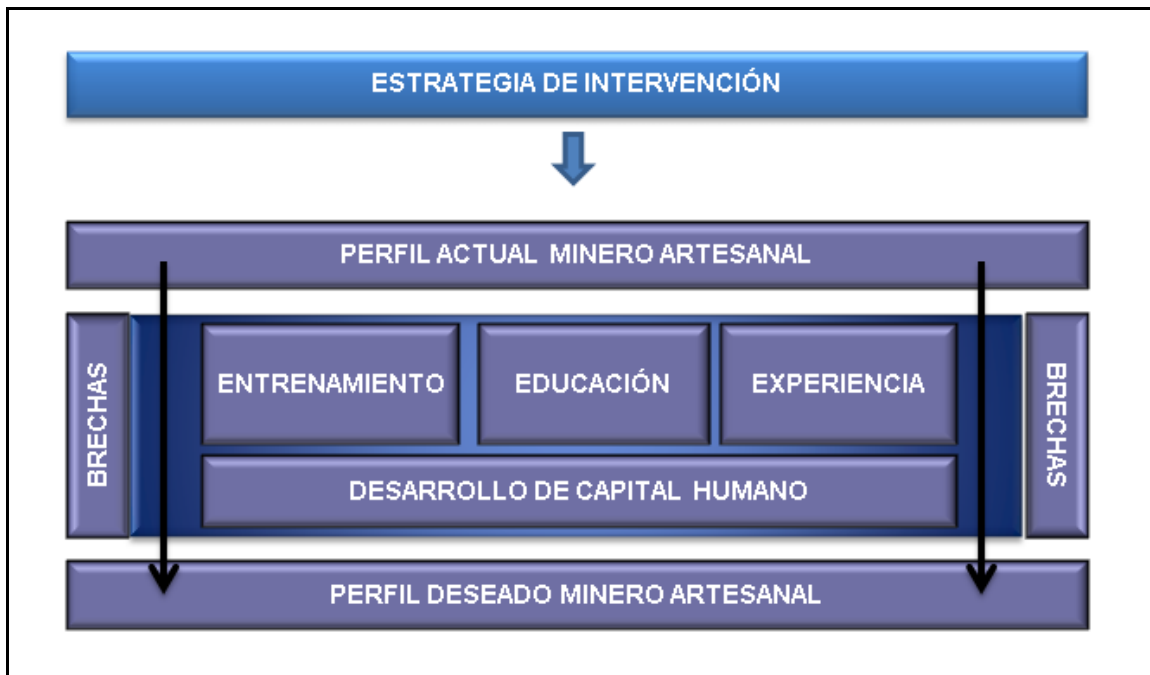 ESTRATEGIA DE INTERVENCIÓN
PERFIL ACTUAL MINERO ARTESANAL
BRECHAS
ENTRENAMIENTO
EDUCACIÓN
EXPERIENCIA
BRECHAS
DESARROLLO DE CAPITAL HUMANO
PERFIL DESEADO MINERO ARTESANAL